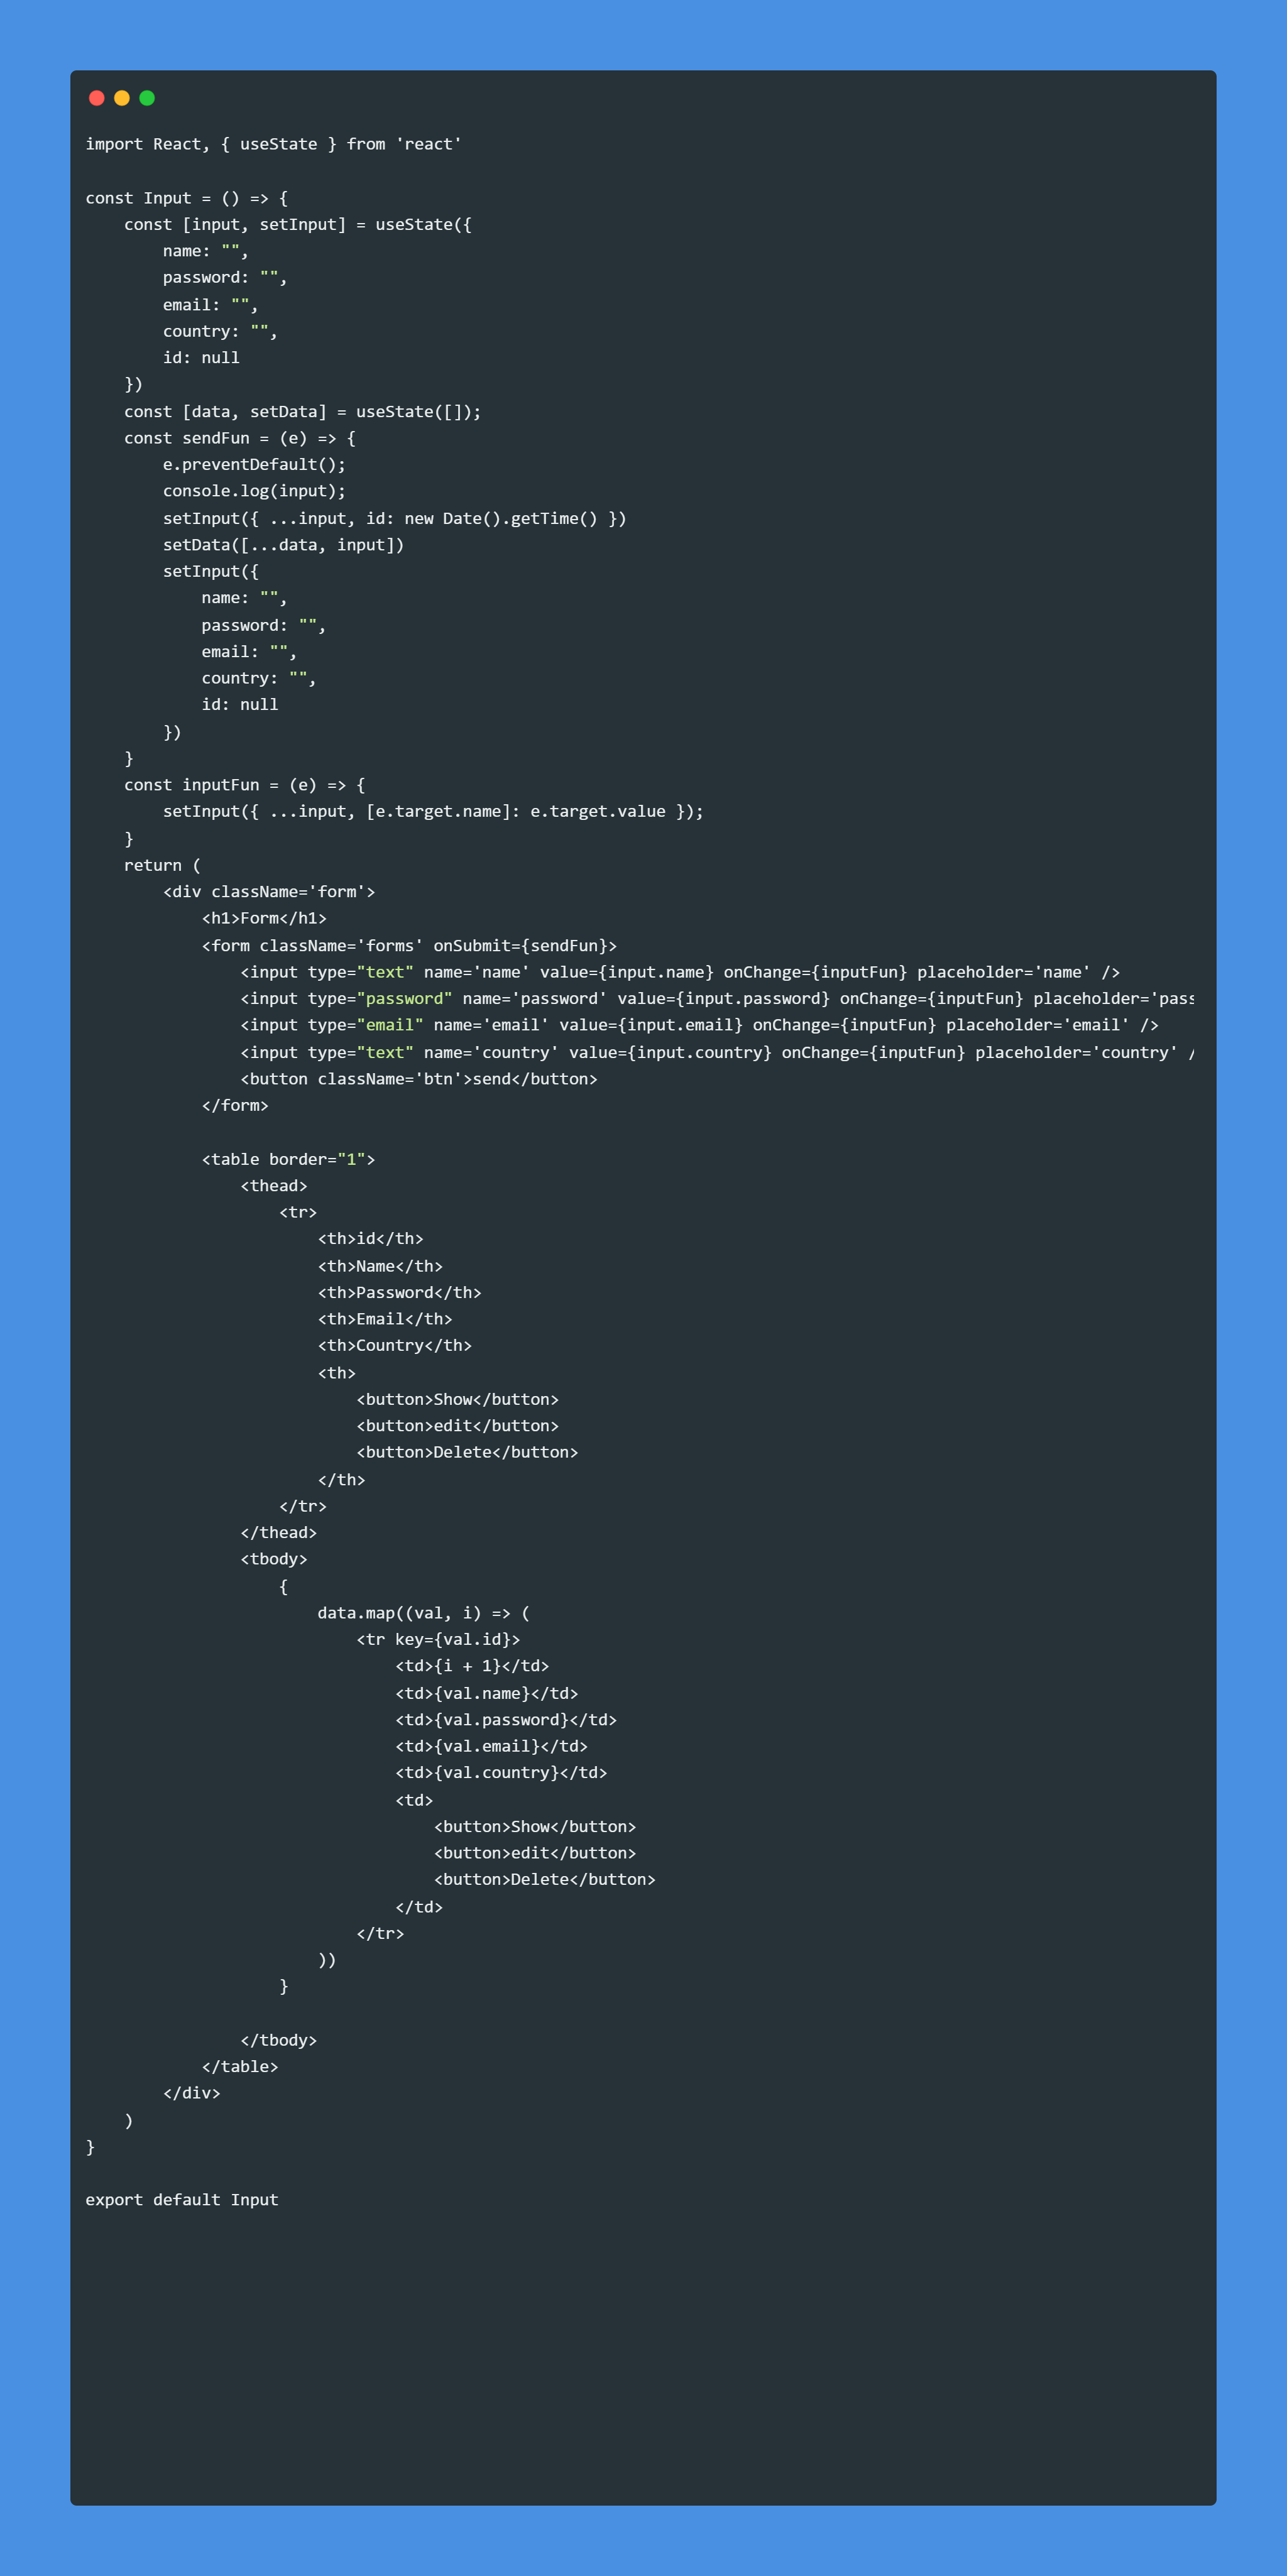 import React, { useState } from 'react'

const Input = () => {
    const [input, setInput] = useState({
        name: "",
        password: "",
        email: "",
        country: "",
        id: null
    })
    const [data, setData] = useState([]);
    const sendFun = (e) => {
        e.preventDefault();
        console.log(input);
        setInput({ ...input, id: new Date().getTime() })
        setData([...data, input])
        setInput({
            name: "",
            password: "",
            email: "",
            country: "",
            id: null
        })
    }
    const inputFun = (e) => {
        setInput({ ...input, [e.target.name]: e.target.value });
    }
    return (
        <div className='form'>
            <h1>Form</h1>
            <form className='forms' onSubmit={sendFun}>
                <input type="text" name='name' value={input.name} onChange={inputFun} placeholder='name' />
                <input type="password" name='password' value={input.password} onChange={inputFun} placeholder='pass
                <input type="email" name='email' value={input.email} onChange={inputFun} placeholder='email' />
                <input type="text" name='country' value={input.country} onChange={inputFun} placeholder='country' /
                <button className='btn'>send</button>
            </form>

            <table border="1">
                <thead>
                    <tr>
                        <th>id</th>
                        <th>Name</th>
                        <th>Password</th>
                        <th>Email</th>
                        <th>Country</th>
                        <th>
                            <button>Show</button>
                            <button>edit</button>
                            <button>Delete</button>
                        </th>
                    </tr>
                </thead>
                <tbody>
                    {
                        data.map((val, i) => (
                            <tr key={val.id}>
                                <td>{i + 1}</td>
                                <td>{val.name}</td>
                                <td>{val.password}</td>
                                <td>{val.email}</td>
                                <td>{val.country}</td>
                                <td>
                                    <button>Show</button>
                                    <button>edit</button>
                                    <button>Delete</button>
                                </td>
                            </tr>
                        ))
                    }

                </tbody>
            </table>
        </div>
    )
}

export default Input